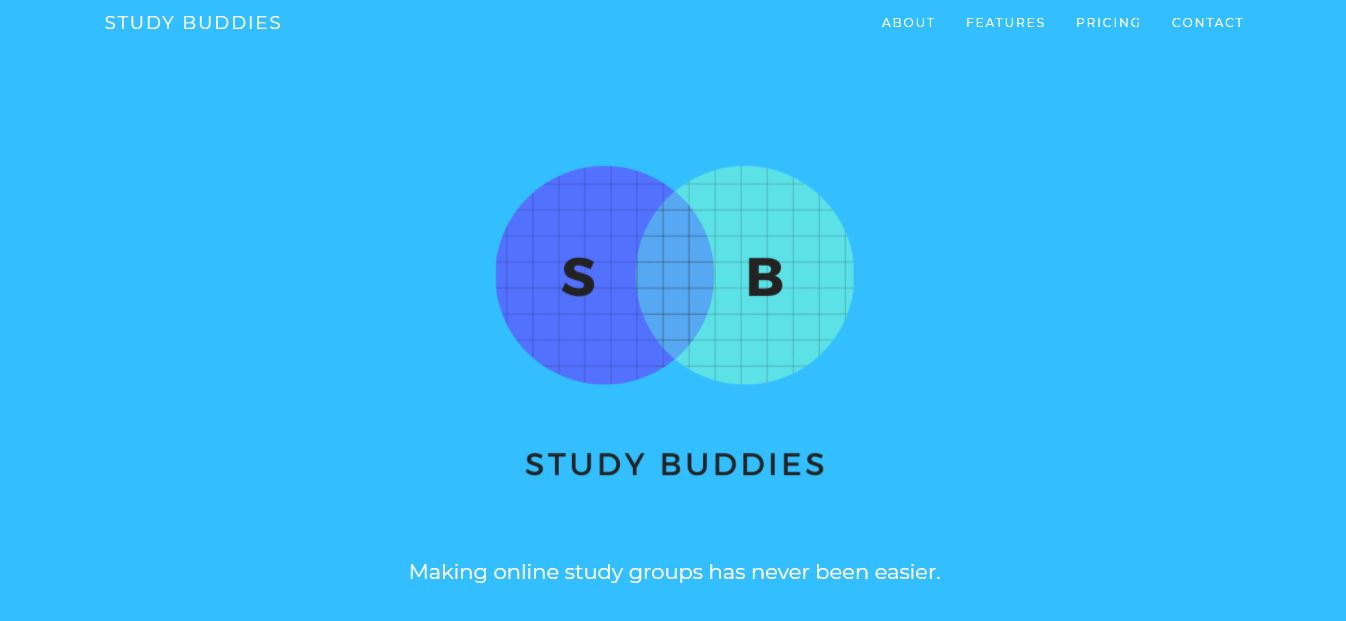 STUDY BUDDIES
ABOUT FEATURES PRICING CONTACT
S B
STUDY BUDDIES
Making online study groups has never been easier.